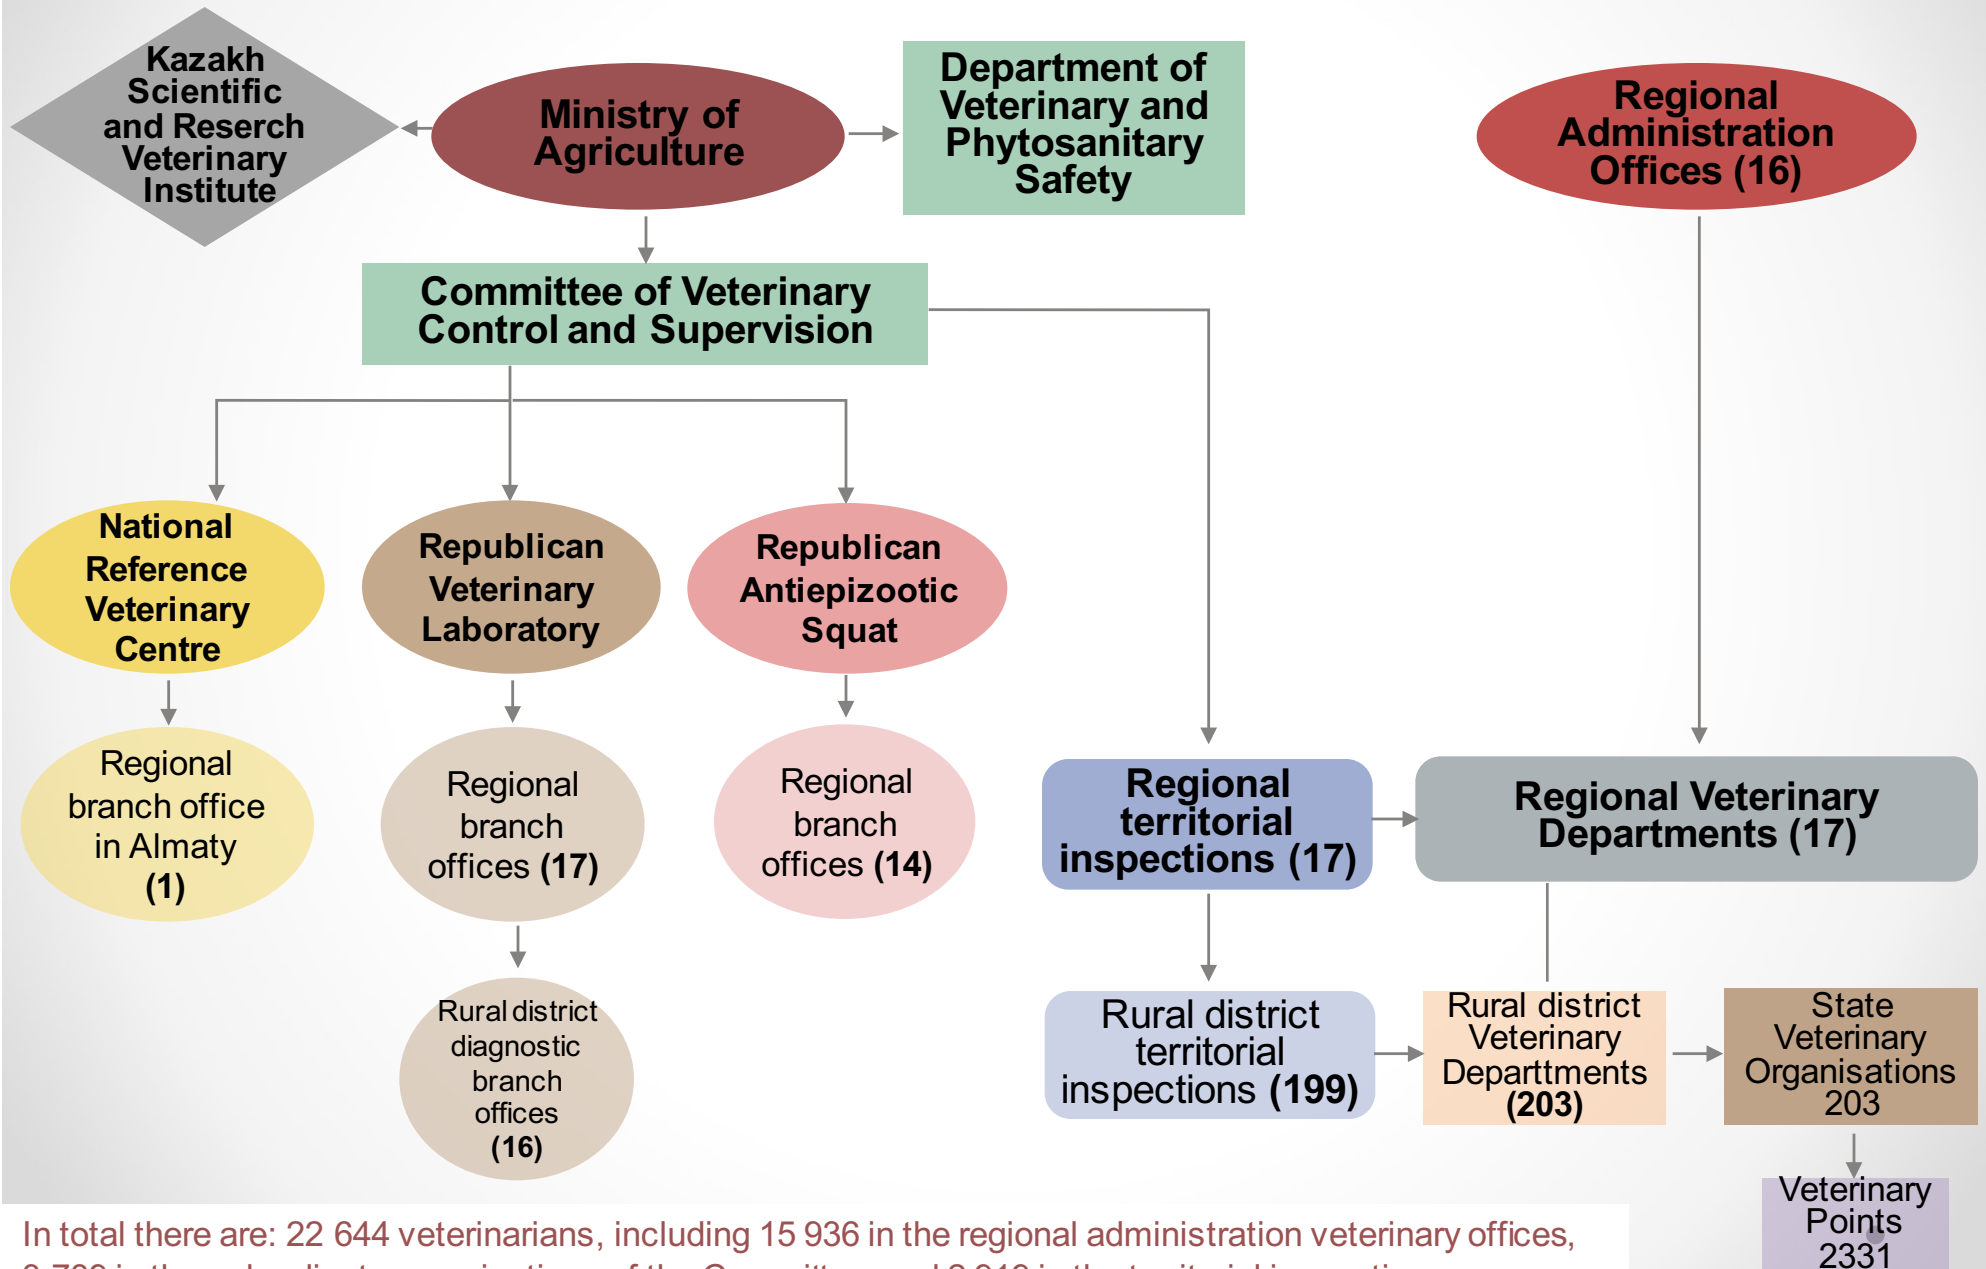 Kazakh
Scientific
and Reserch
Veterinary
Institute
Ministry of
Agriculture
Department of
Veterinary and
Phytosanitary
Safety
Regional
Administration
Offices (16)
Committee of Veterinary
Control and Supervision
National
Reference
Veterinary
Centre
Republican
Veterinary
Laboratory
Republican
Antiepizootic
Squat
Regional
branch office
in Almaty
(1)
Regional
branch
offices (17)
Regional
branch
offices (14)
Regional
territorial
inspections (17)
Regional Veterinary
Departments (17)
Rural district
diagnostic
branch
offices
(16)
Rural district
territorial
inspections (199)
Rural district
Veterinary
Departtments
(203)
State
Veterinary
Organisations
203
Veterinary
Points
2331
In total there are: 22 644 veterinarians, including 15 936 in the regional administration veterinary offices,